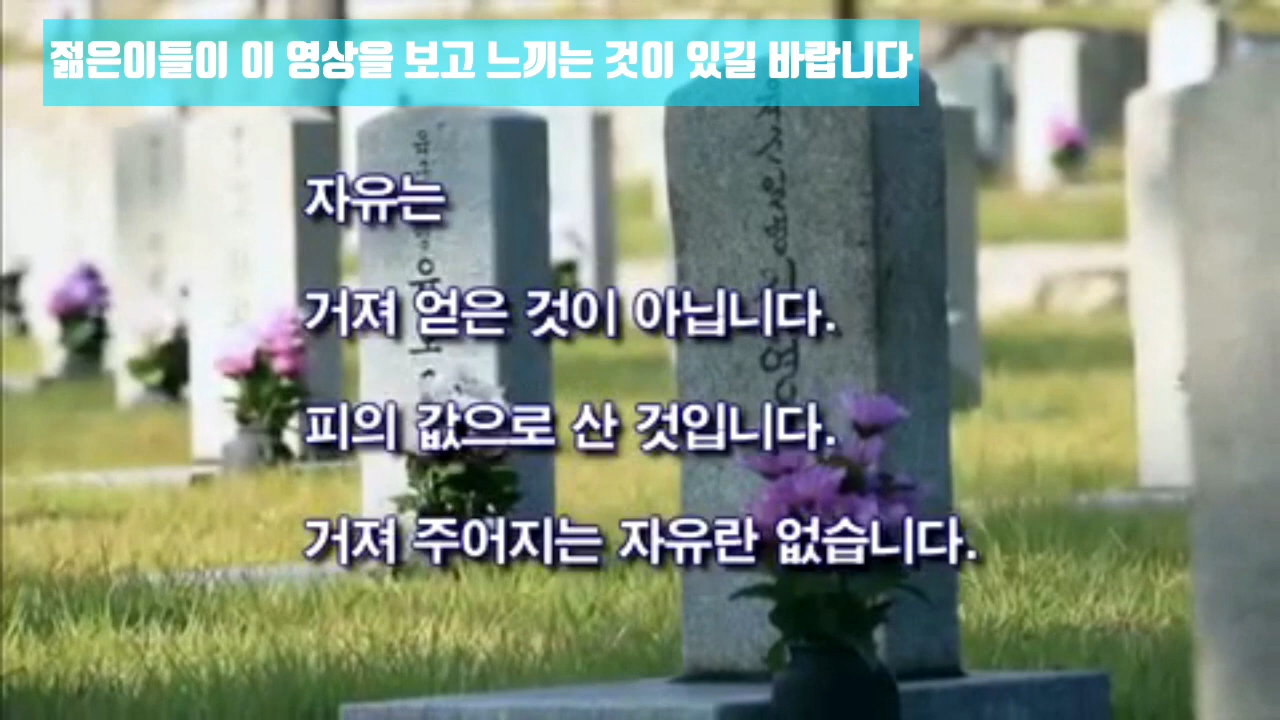 젊은이들이 이 영상을 보고 느끼는 것이 있길 바랍니다
자유는
거져 얻은 것이 아닙니다.
피의 값으로 산 것입니다.
거져 주어지는 자유란 없습니다.